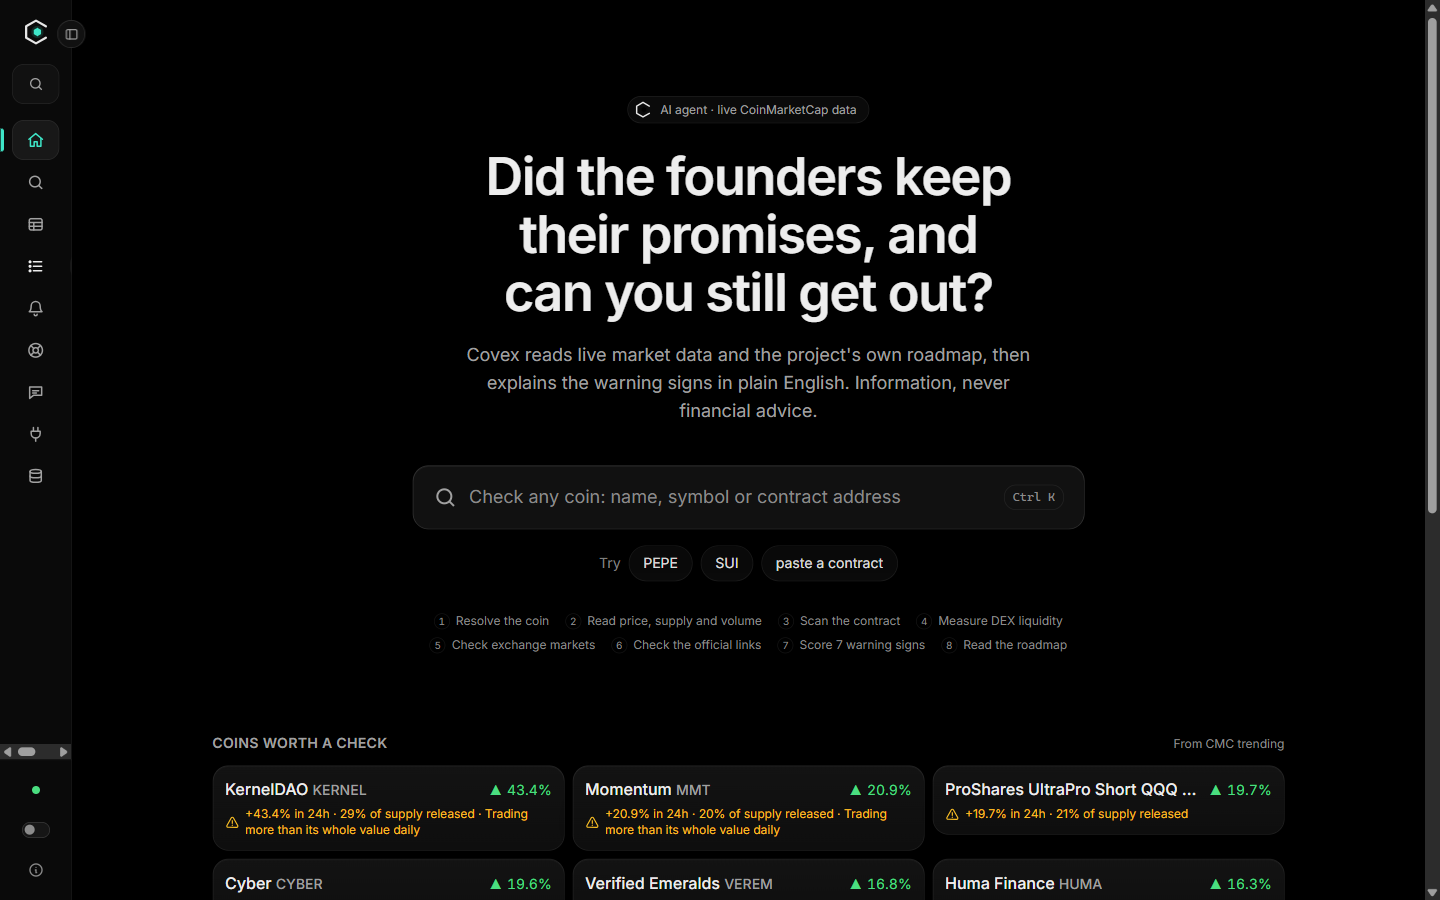 AI agent · live CoinMarketCap data
Did the founders keep
their promises, and
can you still get out?
Covex reads live market data and the project's own roadmap, then
explains the warning signs in plain English. Information, never
financial advice.
Check any coin: name, symbol or contract address
Ctrl K
Try PEPE SUI paste a contract
1 Resolve the coin 2 Read price, supply and volume 3 Scan the contract 4 Measure DEX liquidity
5 Check exchange markets 6 Check the official links 7 Score 7 warning signs 8 Read the roadmap
COINS WORTH A CHECK
From CMC trending
KernelDAO KERNEL ▲ 43.4%
+43.4% in 24h · 29% of supply released · Trading
more than its whole value daily
Momentum MMT ▲ 20.9%
+20.9% in 24h · 20% of supply released · Trading
more than its whole value daily
ProShares UltraPro Short QQQ ... ▲ 19.7%
+19.7% in 24h · 21% of supply released
Cyber CYBER ▲ 19.6%
Verified Emeralds VEREM ▲ 16.8%
Huma Finance HUMA ▲ 16.3%